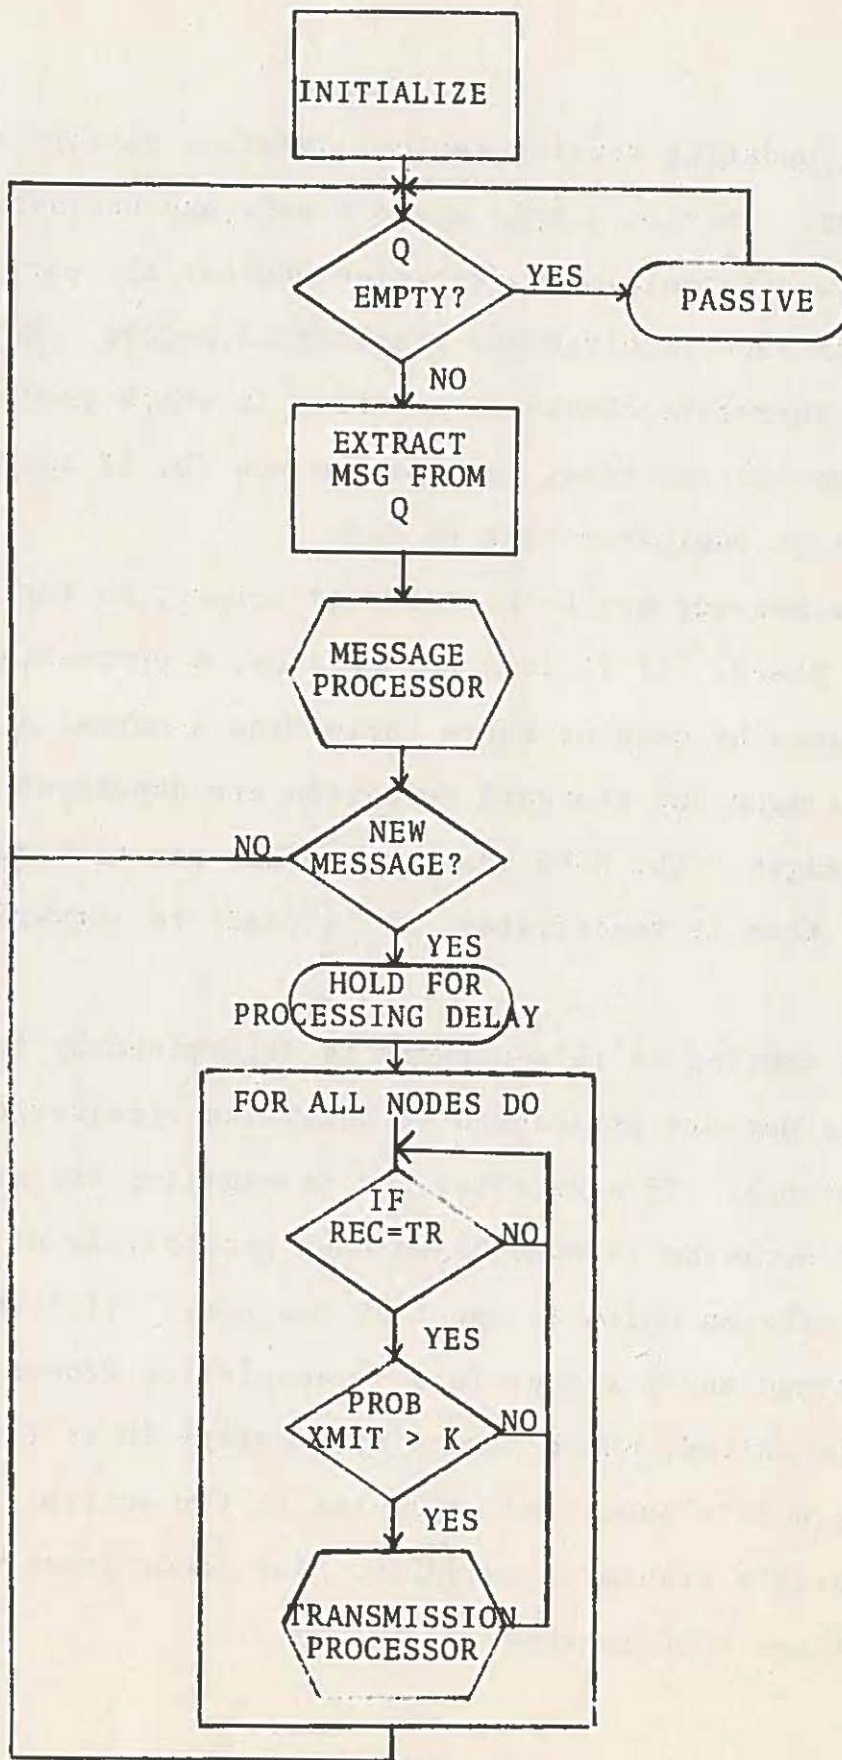 INITIALIZE
Q
EMPTY?
YES
PASSIVE
NO
EXTRACT
MSG FROM
Q
MESSAGE
PROCESSOR
NEW
MESSAGE?
NO
YES
HOLD FOR
PROCESSING DELAY
FOR ALL NODES DO
IF
REC=TR
NO
YES
PROB
XMIT > K
NO
YES
TRANSMISSION
PROCESSOR